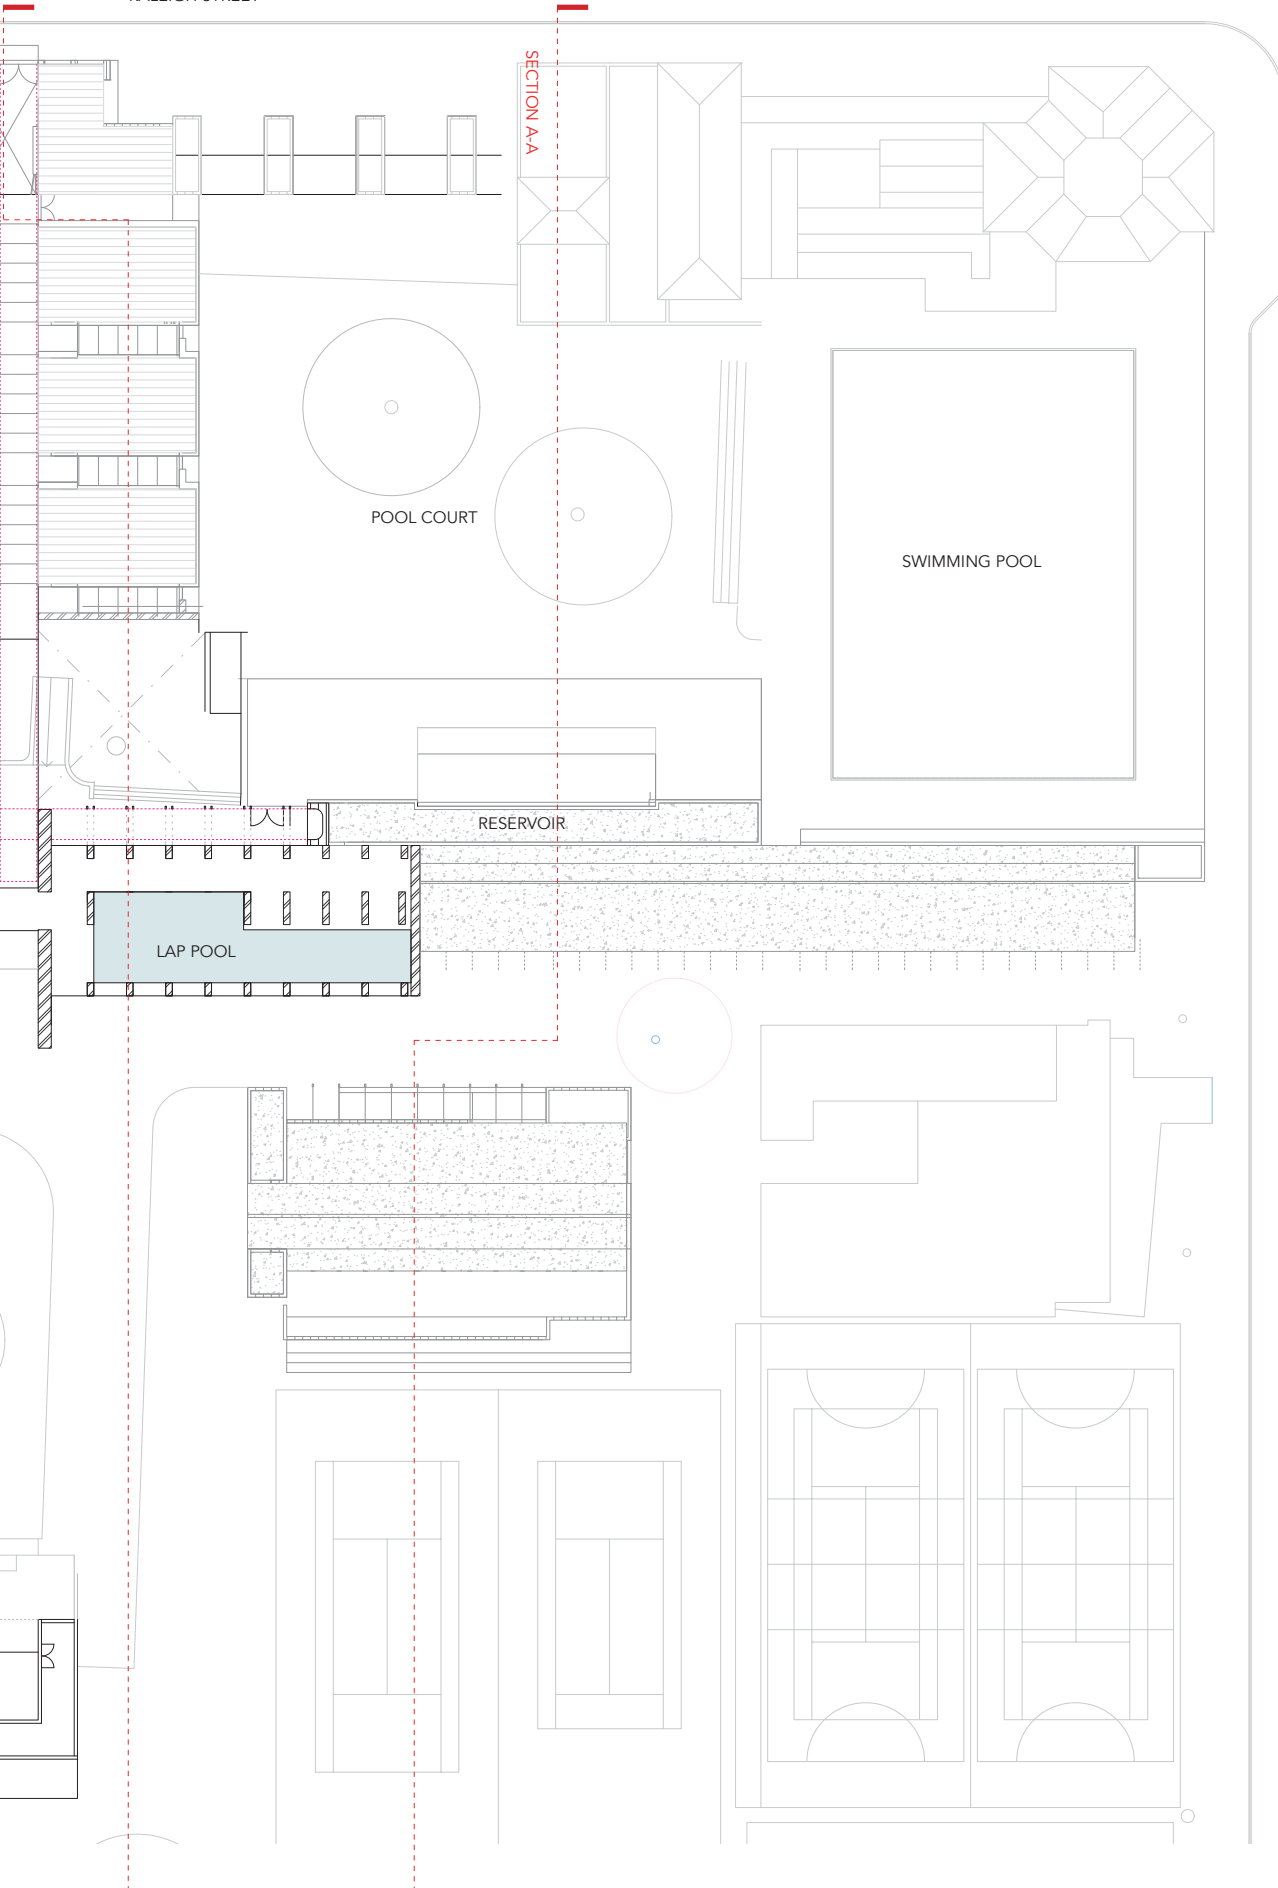 SECTION A-A
POOL COURT
SWIMMING POOL
RESERVOIR
LAP POOL